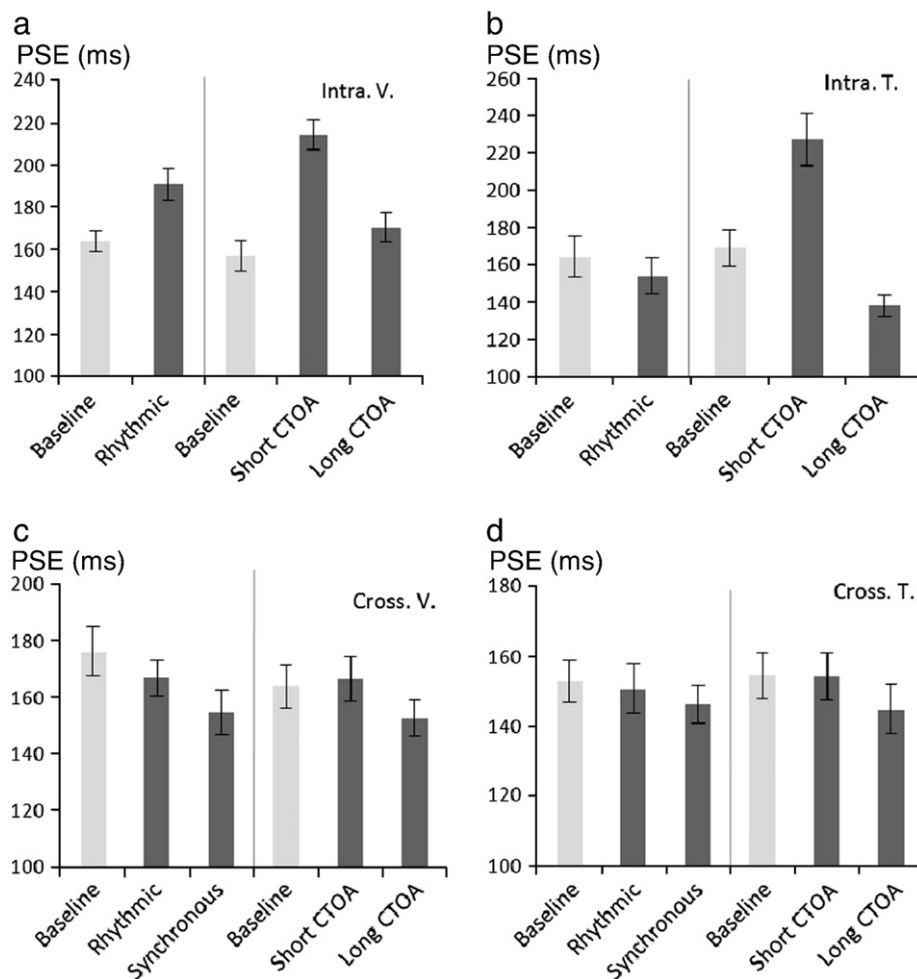 a
PSE (ms)
Intra. V.
240
220
200
180
160
140
120
100
Baseline
Rhythmic
Baseline
Short CTOA
Long CTOA
b
PSE (ms)
Intra. T.
260
240
220
200
180
160
140
120
100
Baseline
Rhythmic
Baseline
Short CTOA
Long CTOA
c
PSE (ms)
Cross. V.
200
180
160
140
120
100
Baseline
Rhythmic
Synchronous
Baseline
Short CTOA
Long CTOA
d
PSE (ms)
Cross. T.
180
160
140
120
100
Baseline
Rhythmic
Synchronous
Baseline
Short CTOA
Long CTOA